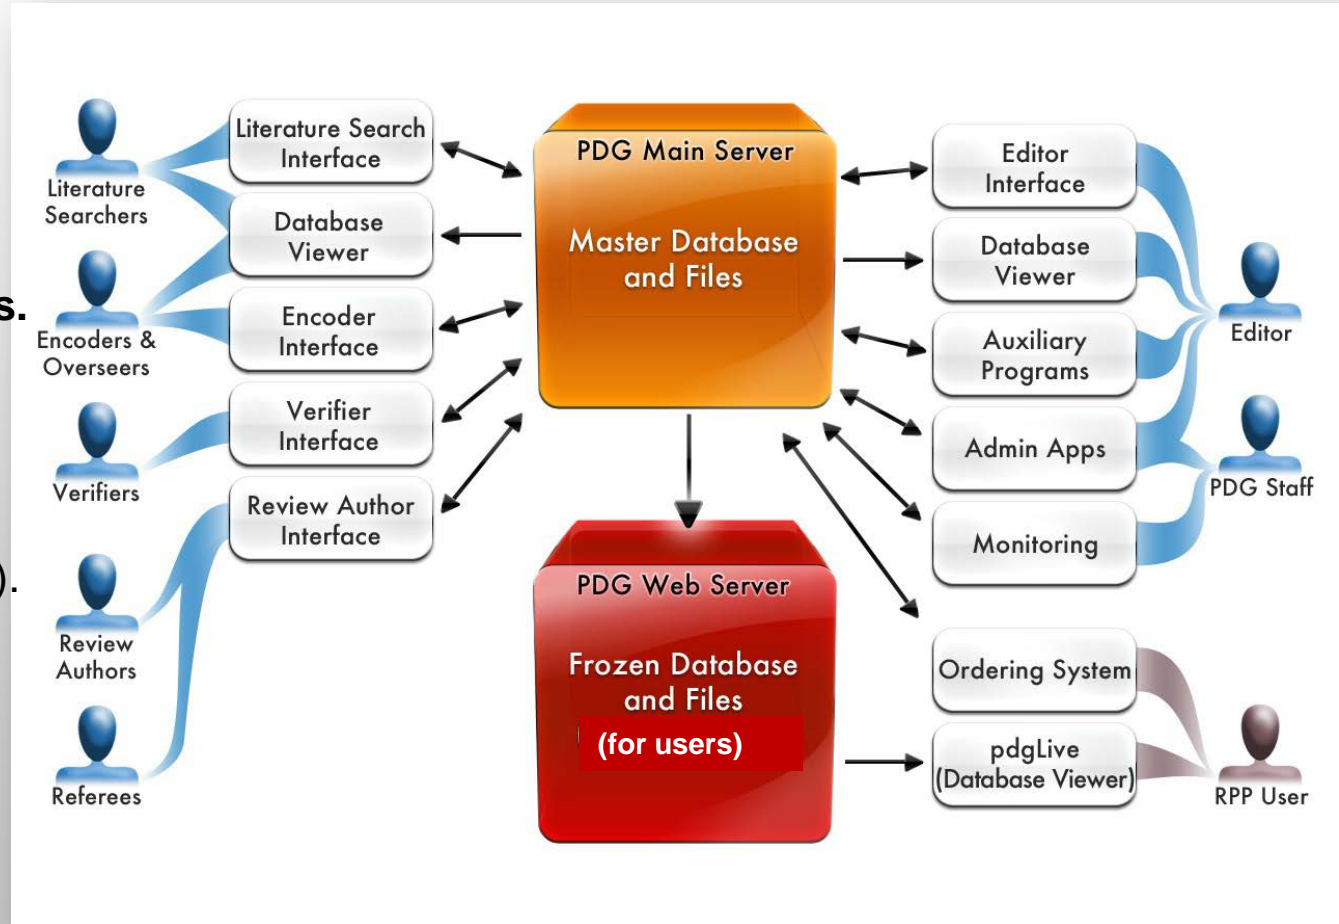 Literature
Searchers
s.
Encoders &
Overseers
Verifiers
).
Review
Authors
Referees
Literature Search
Interface
Database
Viewer
Encoder
Interface
Verifier
Interface
Review Author
Interface
PDG Main Server
Master Database
and Files
PDG Web Server
Frozen Database
and Files
(for users)
Editor
Interface
Database
Viewer
Auxiliary
Programs
Admin Apps
Monitoring
Ordering System
pdgLive
(Database Viewer)
Editor
PDG Staff
RPP User